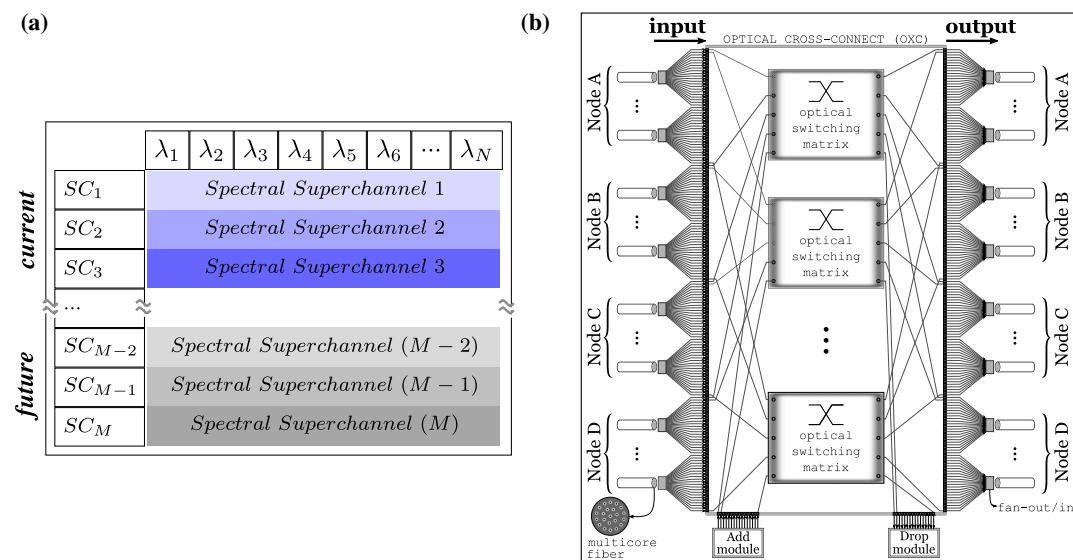 (a)
λ1 λ2 λ3 λ4 λ5 λ6 ... λN
current
SC1 Spectral Superchannel 1
SC2 Spectral Superchannel 2
SC3 Spectral Superchannel 3
...
future
SCM−2 Spectral Superchannel (M − 2)
SCM−1 Spectral Superchannel (M − 1)
SCM Spectral Superchannel (M)
(b)
input
OPTICAL CROSS-CONNECT (OXC)
output
Node A
Node B
Node C
Node D
optical
switching
matrix
optical
switching
matrix
optical
switching
matrix
Node A
Node B
Node C
Node D
multicore
fiber
Add
module
Drop
module
fan-out/in